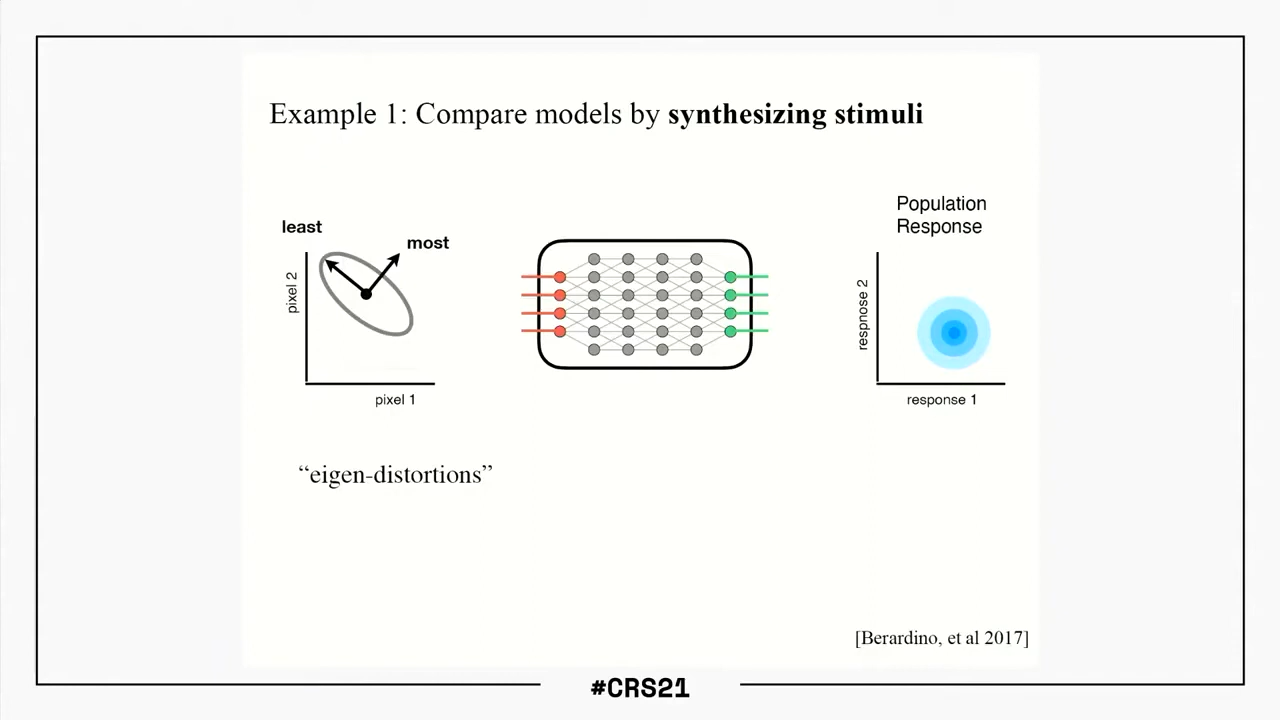 Example 1: Compare models by synthesizing stimuli
least
most
pixel 2
pixel 1
Population
Response
respnose 2
response 1
“eigen-distortions”
[Berardino, et al 2017]
#CRS21